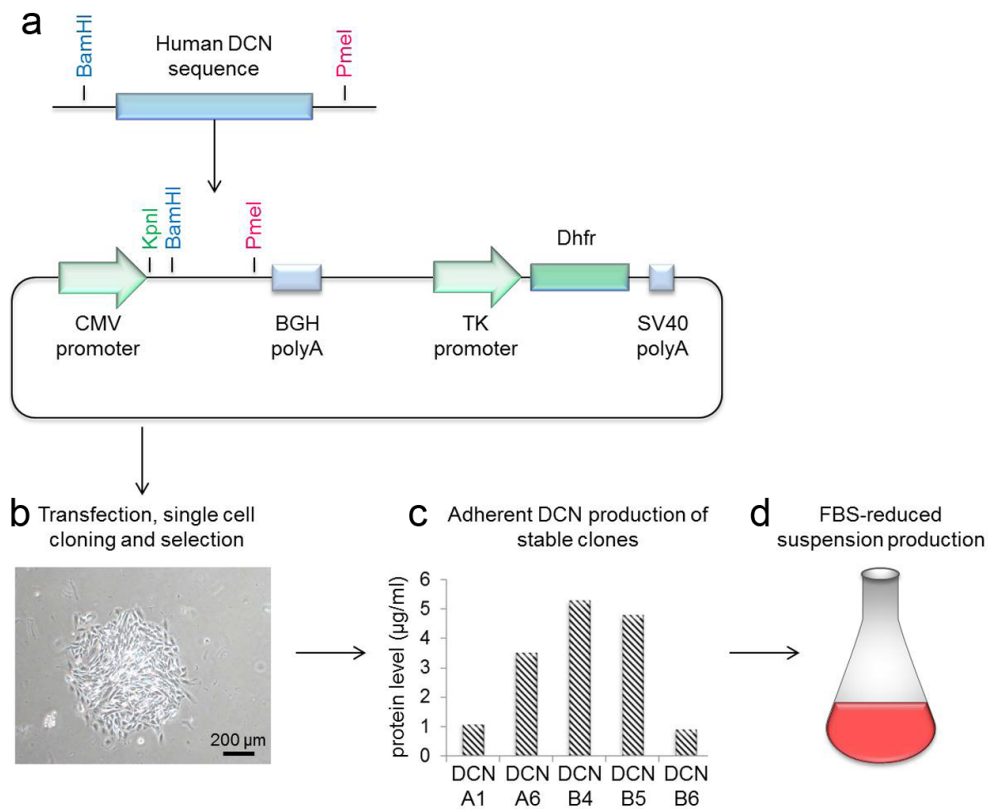 a
BamHI
Human DCN
sequence
PmeI
KpnI
BamHI
PmeI
Dhfr
CMV
promoter
BGH
polyA
TK
promoter
SV40
polyA
b
Transfection, single cell
cloning and selection
200 µm
c
Adherent DCN production of
stable clones
protein level (µg/ml)
6
5
4
3
2
1
0
DCN
A1
DCN
A6
DCN
B4
DCN
B5
DCN
B6
d
FBS-reduced
suspension production